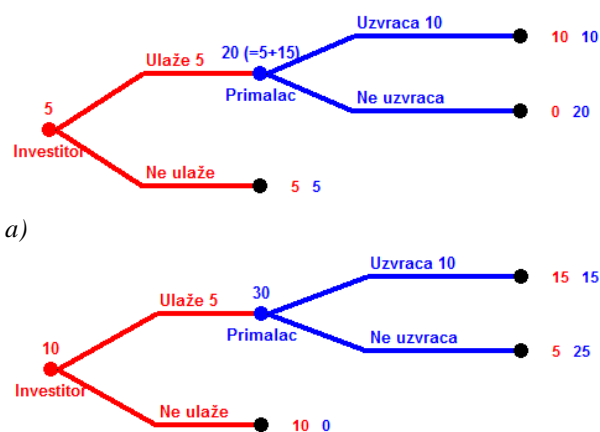 Uzvraca 10
10 10
Ulaže 5
20 (=5+15)
Primalac
Ne uzvraca
0 20
5
Investitor
Ne ulaže
5 5
a)
Uzvraca 10
15 15
Ulaže 5
30
Primalac
Ne uzvraca
5 25
10
Investitor
Ne ulaže
10 0